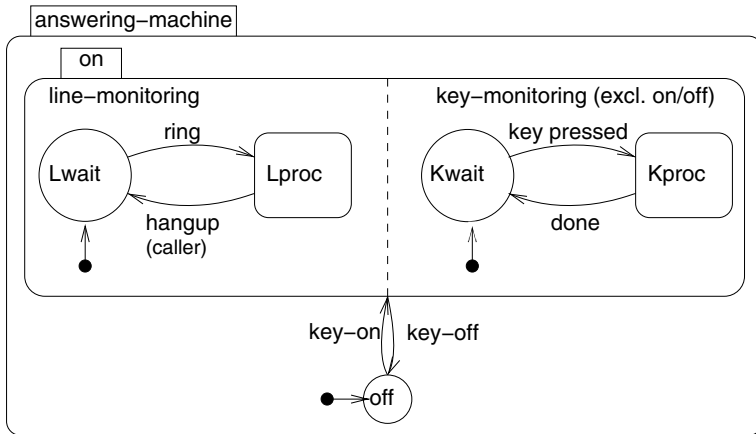 answering−machine
on
line−monitoring
key−monitoring (excl. on/off)
ring
key pressed
Lwait
Lproc
Kwait
Kproc
hangup
(caller)
done
key−on
key−off
off